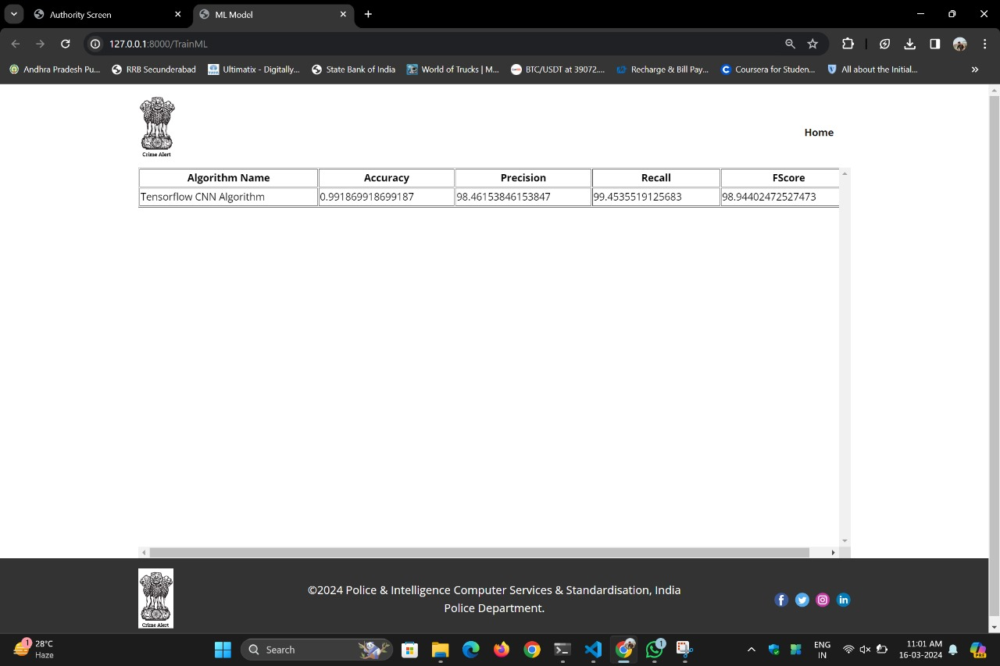 Authority Screen
ML Model
127.0.0.1:8000/TrainML
Andhra Pradesh Pu...
RRB Secunderabad
Ultimatix - Digitally...
State Bank of India
World of Trucks | M...
BTC/USDT at 39072....
Recharge & Bill Pay...
Coursera for Studen...
All about the Initial...
Crime Alert
Home
Algorithm Name Accuracy Precision Recall FScore
Tensorflow CNN Algorithm 0.991869918699187 98.46153846153847 99.4535519125683 98.94402472527473
Crime Alert
©2024 Police & Intelligence Computer Services & Standardisation, India
Police Department.
1
28°C
Haze
Search
1
ENG
IN
11:01 AM
16-03-2024
PRE